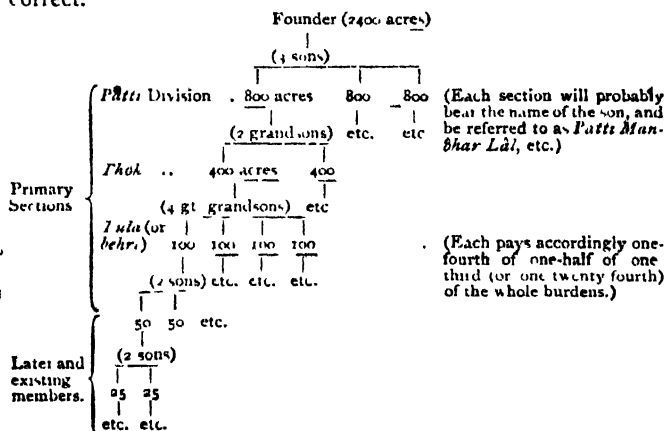 correct.
Founder (2400 acres)
(3 sons)
Patti Division . 800 acres 800 800 (Each section will probably
bear the name of the son, and
(2 grandsons) etc. etc be referred to as Patti Man-
bhar Làl, etc.)
Thok .. 400 acres 400
Primary
Sections
(4 gt grandsons) etc
Tula (or
behri) 100 100 100 100 . (Each pays accordingly one-
fourth of one-half of one
(2 sons) etc. etc. etc. third (or one twenty fourth)
of the whole burdens.)
50 50 etc.
(2 sons)
Later and
existing
members.
25 25
etc. etc.